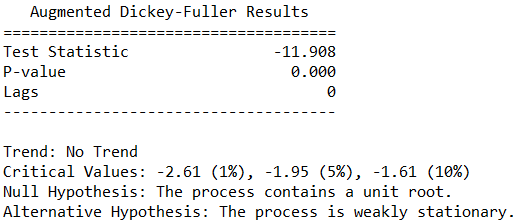 Augmented Dickey-Fuller Results
=====================================
Test Statistic                -11.908
P-value                         0.000
Lags                                0
-------------------------------------

Trend: No Trend
Critical Values: -2.61 (1%), -1.95 (5%), -1.61 (10%)
Null Hypothesis: The process contains a unit root.
Alternative Hypothesis: The process is weakly stationary.